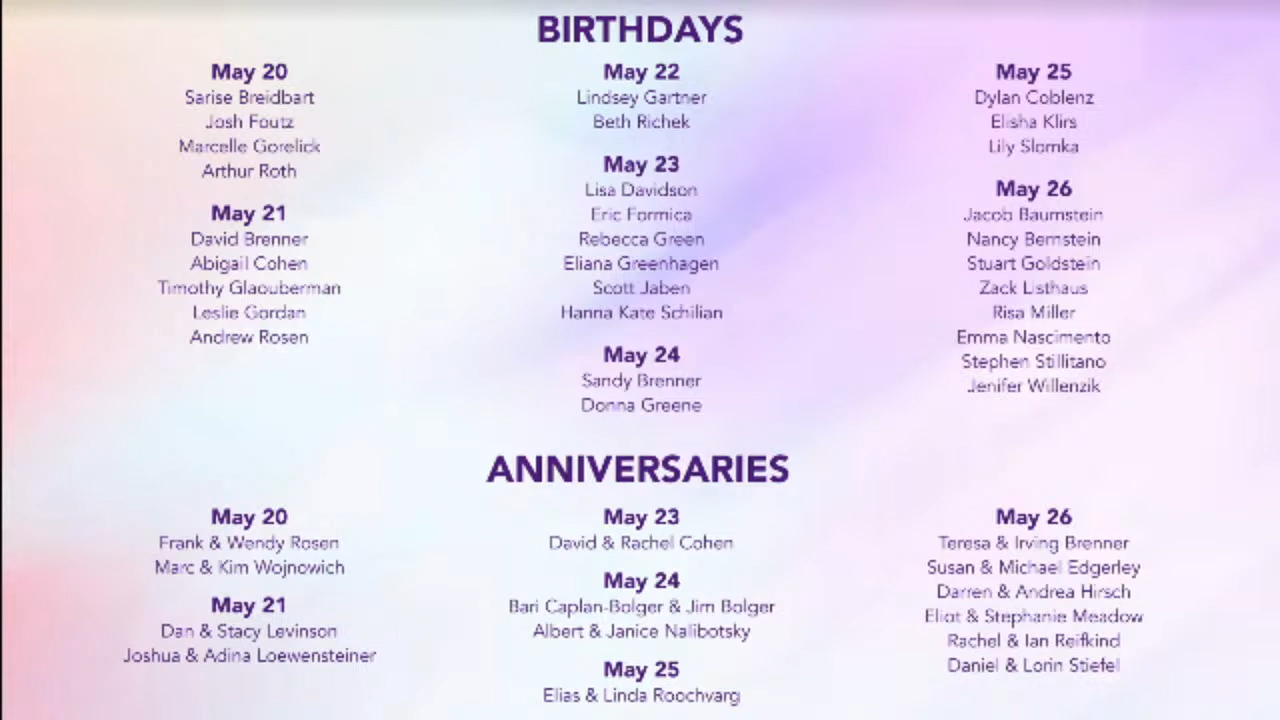 BIRTHDAYS
May 20
Sarise Breidbart
Josh Foutz
Marcelle Gorelick
Arthur Roth
May 21
David Brenner
Abigail Cohen
Timothy Glaouberman
Leslie Gordan
Andrew Rosen
May 22
Lindsey Gartner
Beth Richek
May 23
Lisa Davidson
Eric Formica
Rebecca Green
Eliana Greenhagen
Scott Jaben
Hanna Kate Schilian
May 24
Sandy Brenner
Donna Greene
May 25
Dylan Coblenz
Elisha Klirs
Lily Slomka
May 26
Jacob Baumstein
Nancy Bernstein
Stuart Goldstein
Zack Listhaus
Risa Miller
Emma Nascimento
Stephen Stillitano
Jenifer Willenzik
ANNIVERSARIES
May 20
Frank & Wendy Rosen
Marc & Kim Wojnowich
May 21
Dan & Stacy Levinson
Joshua & Adina Loewensteiner
May 23
David & Rachel Cohen
May 24
Bari Caplan-Bolger & Jim Bolger
Albert & Janice Nalibotsky
May 25
Elias & Linda Roochvarg
May 26
Teresa & Irving Brenner
Susan & Michael Edgerley
Darren & Andrea Hirsch
Eliot & Stephanie Meadow
Rachel & Ian Reifkind
Daniel & Lorin Stiefel